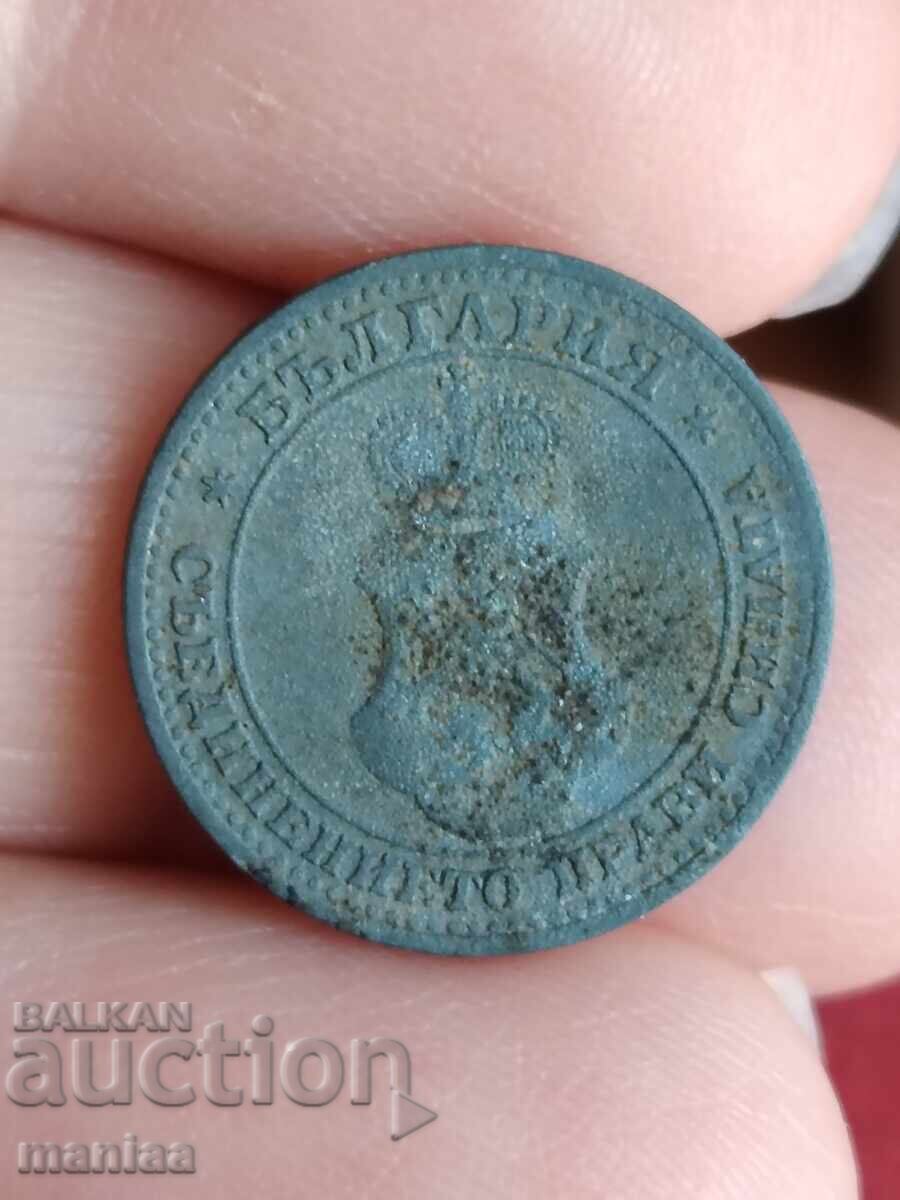 * БЪЛГАРИЯ *
СЪЕДИНЕНИЕТО ПРАВИ СИЛАТА
BALKAN
auction
maniaa